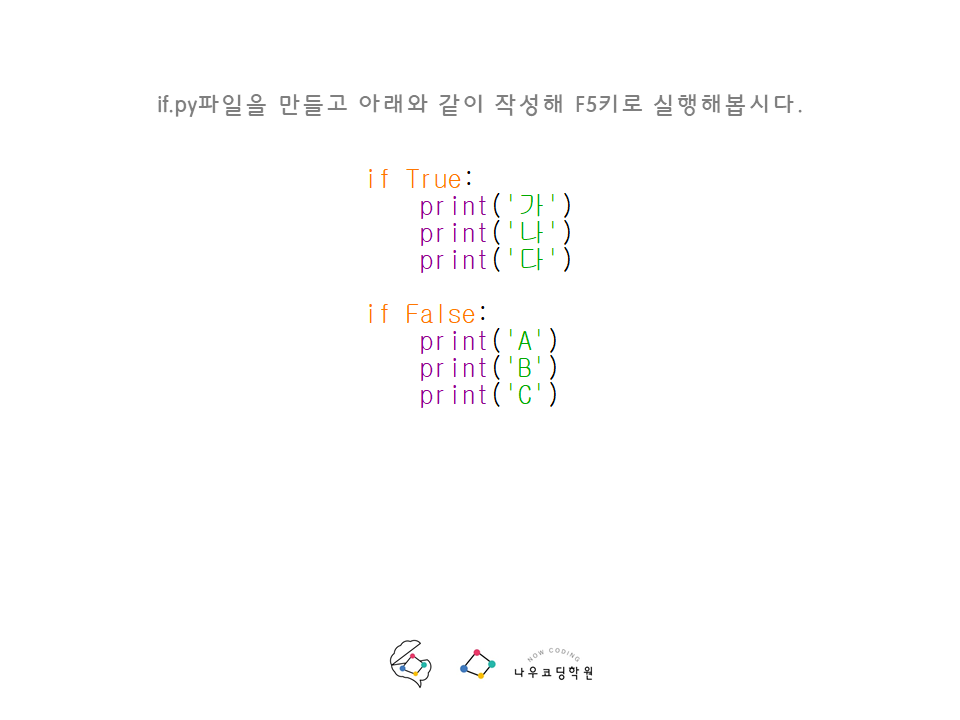 if.py파일을 만들고 아래와 같이 작성해 F5키로 실행해봅시다.
if True:
    print('가')
    print('나')
    print('다')
if False:
    print('A')
    print('B')
    print('C')
NOW CODING
나우코딩학원